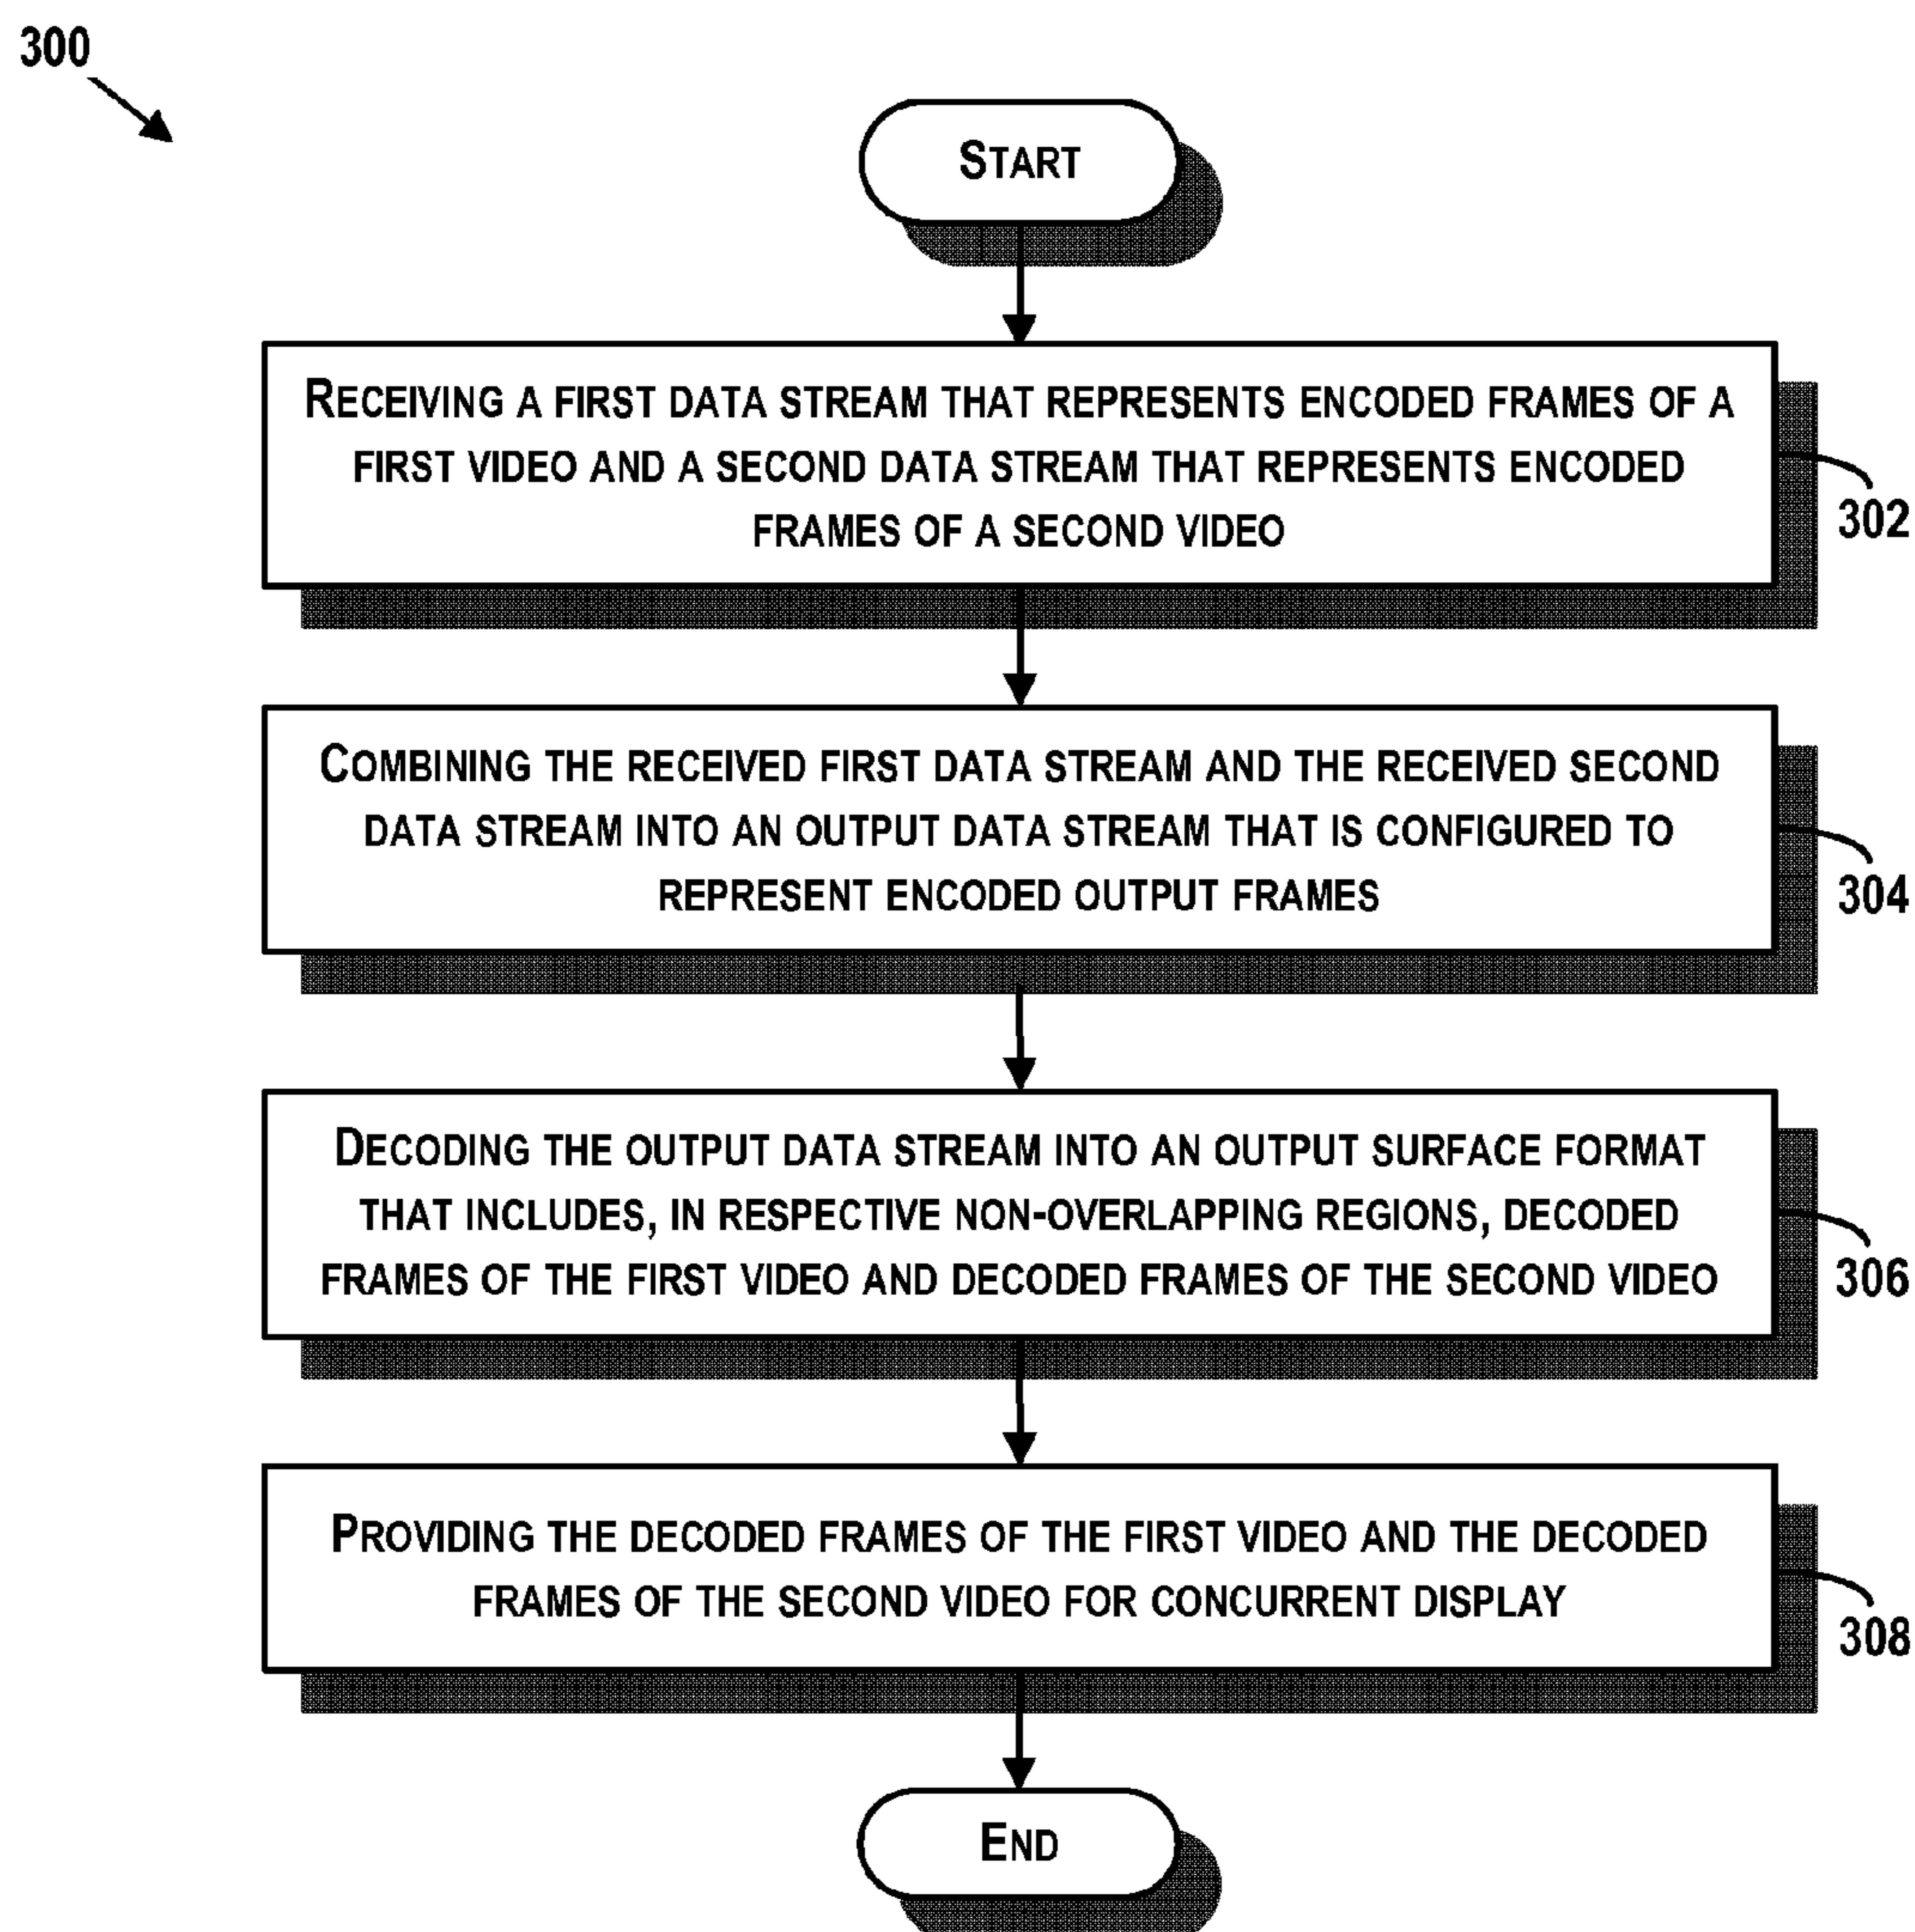 300
START
RECEIVING A FIRST DATA STREAM THAT REPRESENTS ENCODED FRAMES OF A
FIRST VIDEO AND A SECOND DATA STREAM THAT REPRESENTS ENCODED
FRAMES OF A SECOND VIDEO
302
COMBINING THE RECEIVED FIRST DATA STREAM AND THE RECEIVED SECOND
DATA STREAM INTO AN OUTPUT DATA STREAM THAT IS CONFIGURED TO
REPRESENT ENCODED OUTPUT FRAMES
304
DECODING THE OUTPUT DATA STREAM INTO AN OUTPUT SURFACE FORMAT
THAT INCLUDES, IN RESPECTIVE NON-OVERLAPPING REGIONS, DECODED
FRAMES OF THE FIRST VIDEO AND DECODED FRAMES OF THE SECOND VIDEO
306
PROVIDING THE DECODED FRAMES OF THE FIRST VIDEO AND THE DECODED
FRAMES OF THE SECOND VIDEO FOR CONCURRENT DISPLAY
308
END